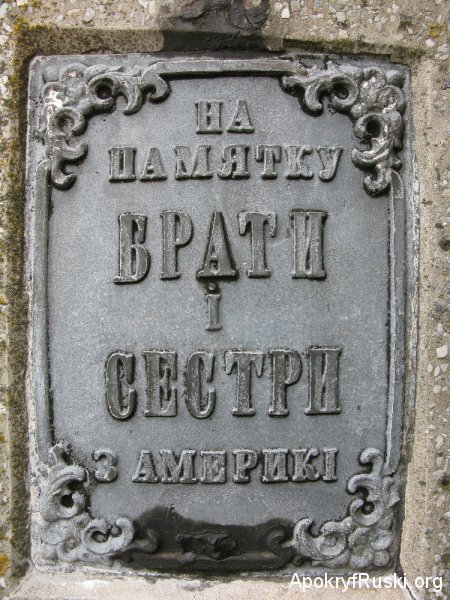 НА
ПАМЯТКУ
БРАТИ
і
СЕСТРИ
З АМЕРИКІ
ApokryfRuski.org